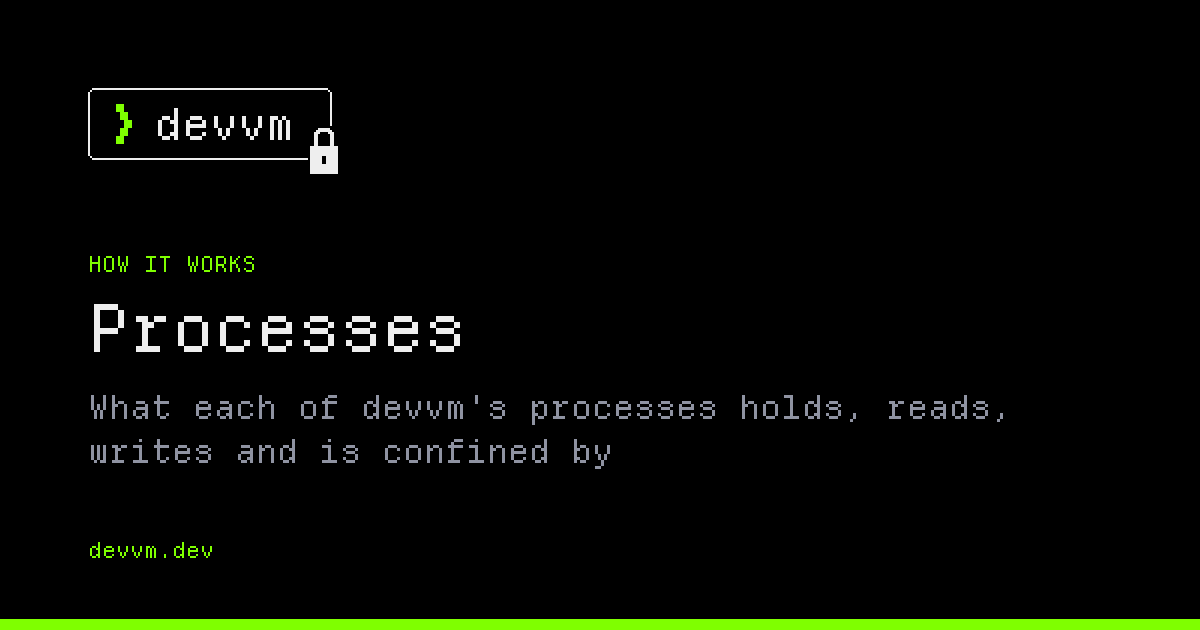 ❯ devvm
HOW IT WORKS
Processes
What each of devvm's processes holds, reads,
writes and is confined by
devvm.dev